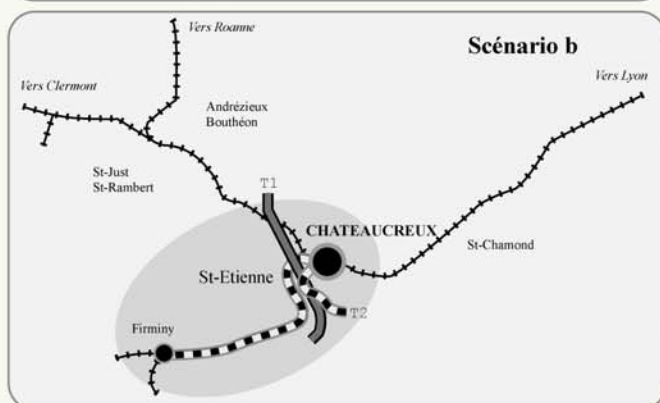 Scénario b
Vers Roanne
Vers Clermont
Vers Lyon
Andrézieux
Bouthéon
St-Just
St-Rambert
T1
CHATEAUCREUX
St-Chamond
St-Etienne
T2
Firminy